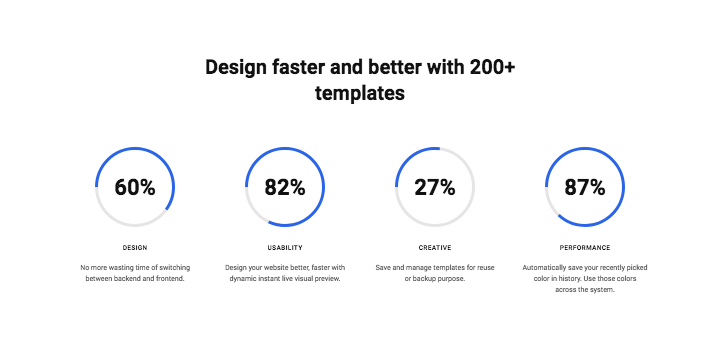 Design faster and better with 200+
templates
60%
82%
27%
87%
DESIGN
No more wasting time of switching
between backend and frontend.
USABILITY
Design your website better, faster with
dynamic instant live visual preview.
CREATIVE
Save and manage templates for reuse
or backup purpose.
PERFORMANCE
Automatically save your recently picked
color in history. Use those colors
across the system.